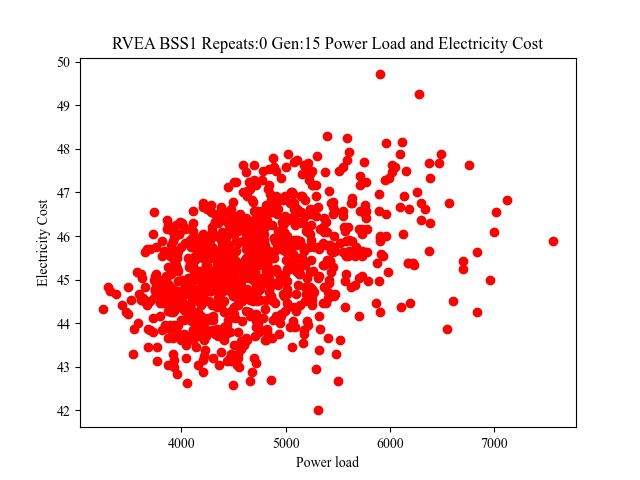 RVEA BSS1 Repeats:0 Gen:15 Power Load and Electricity Cost
50
49
48
47
46
45
44
43
42
Electricity Cost
4000 5000 6000 7000
Power load